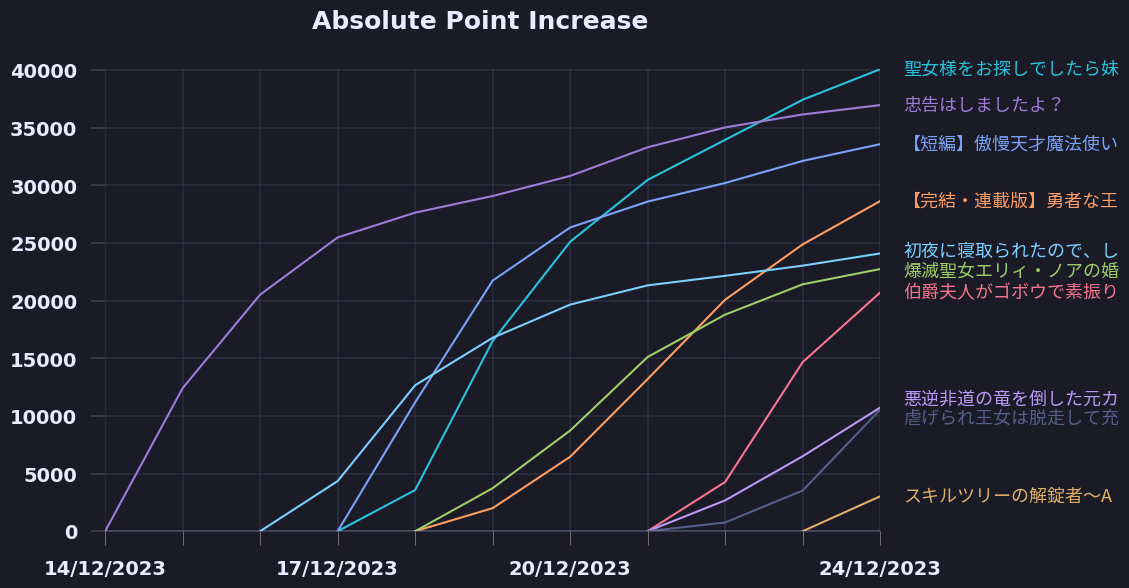 Absolute Point Increase
40000
35000
30000
25000
20000
15000
10000
5000
0
14/12/2023
17/12/2023
20/12/2023
24/12/2023
聖女様をお探しでしたら妹
忠告はしましたよ？
【短編】傲慢天才魔法使い
【完結・連載版】勇者な王
初夜に寝取られたので、し
爆滅聖女エリィ・ノアの婚
伯爵夫人がゴボウで素振り
悪逆非道の竜を倒した元カ
虐げられ王女は脱走して充
スキルツリーの解錠者～A